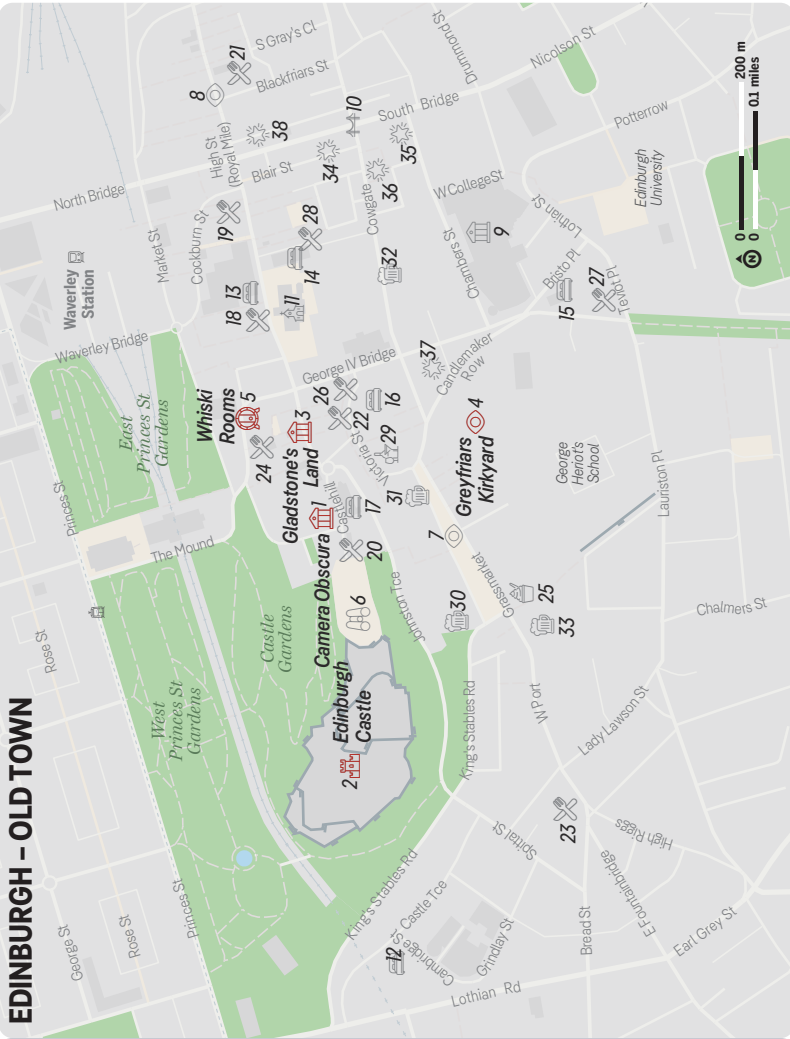 EDINBURGH – OLD TOWN
George St
Rose St
Princes St
West
Princes St
Gardens
Rose St
Princes St
The Mound
East
Princes St
Gardens
Castle
Gardens
Waverley Bridge
Waverley
Station
North Bridge
Market St
Cockburn St
High St
(Royal Mile)
Blair St
Blackfriars St
S Gray's Cl
South Bridge
Drummond St
Nicolson St
Potterrow
Cowgate
W College St
Chambers St
Lothian St
Bristo Pl
Teviot Pl
Edinburgh
University
George IV Bridge
Candlemaker
Row
Victoria St
Castlehill
Johnston Tce
Grassmarket
King's Stables Rd
King's Stables Rd
W Port
Lady Lawson St
Lauriston Pl
Chalmers St
George
Heriot's
School
Spittal St
High Riggs
E Fountainbridge
Bread St
Earl Grey St
Grindlay St
Cambridge St
Castle Tce
Lothian Rd
Camera Obscura
1
Edinburgh
Castle
2
Gladstone's
Land
3
Greyfriars
Kirkyard
4
Whiski
Rooms
5
6
7
8
9
10
11
12
13
14
15
16
17
18
19
20
21
22
23
24
25
26
27
28
29
30
31
32
33
34
35
36
37
38
N
0
200 m
0
0.1 miles